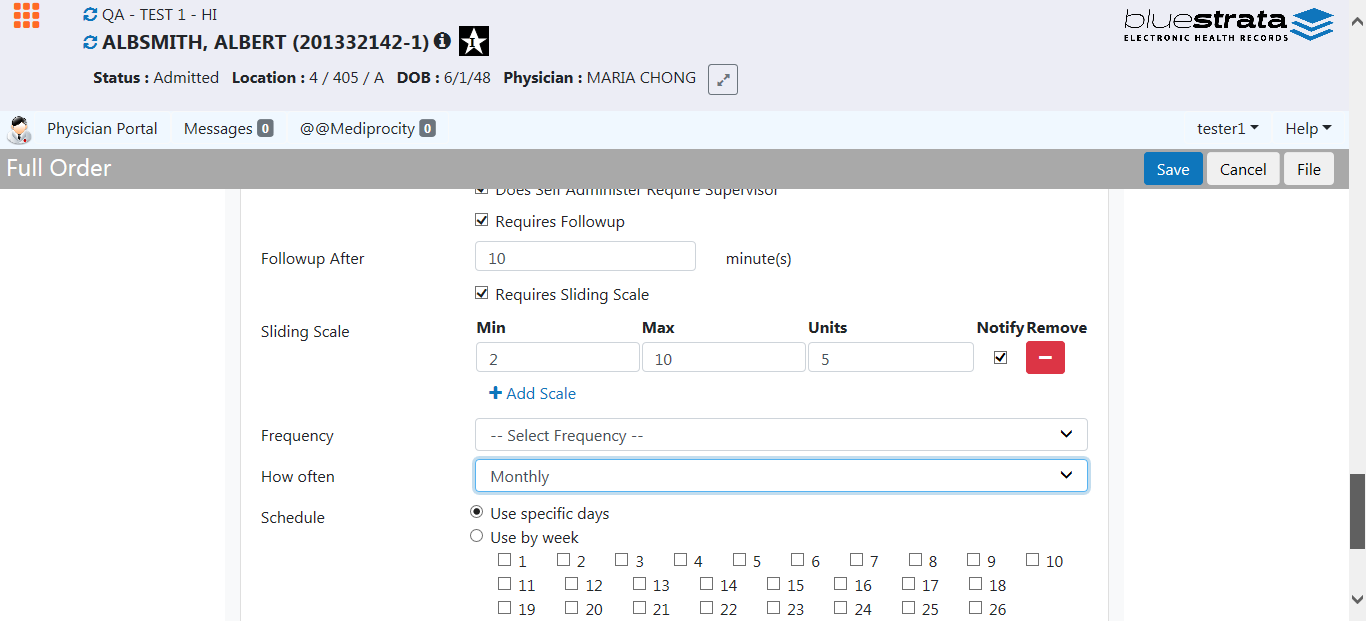 QA - TEST 1 - HI
bluestrata
ELECTRONIC HEALTH RECORDS
ALBSMITH, ALBERT (201332142-1)
Status : Admitted Location : 4 / 405 / A DOB : 6/1/48 Physician : MARIA CHONG
Physician Portal Messages 0 @@Mediprocity 0 tester1 Help
Full Order Save Cancel File
Does Self Administer Require Supervisor
Requires Followup
Followup After 10 minute(s)
Requires Sliding Scale
Sliding Scale Min Max Units Notify Remove
2 10 5
Add Scale
Frequency -- Select Frequency --
How often Monthly
Schedule Use specific days
Use by week
1 2 3 4 5 6 7 8 9 10
11 12 13 14 15 16 17 18
19 20 21 22 23 24 25 26